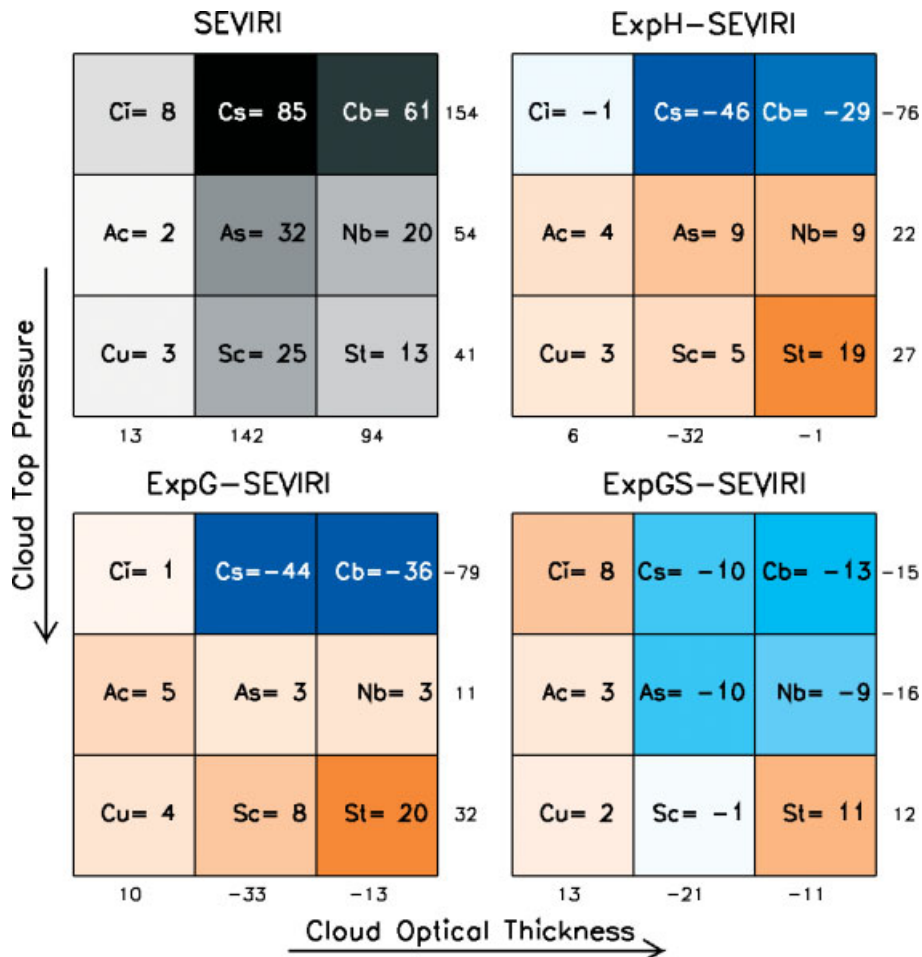 SEVIRI
Ci= 8 Cs= 85 Cb= 61 154
Ac= 2 As= 32 Nb= 20 54
Cu= 3 Sc= 25 St= 13 41
13 142 94
ExpH-SEVIRI
Ci= -1 Cs=-46 Cb= -29 -76
Ac= 4 As= 9 Nb= 9 22
Cu= 3 Sc= 5 St= 19 27
6 -32 -1
ExpG-SEVIRI
Ci= 1 Cs=-44 Cb=-36 -79
Ac= 5 As= 3 Nb= 3 11
Cu= 4 Sc= 8 St= 20 32
10 -33 -13
ExpGS-SEVIRI
Ci= 8 Cs= -10 Cb= -13 -15
Ac= 3 As= -10 Nb= -9 -16
Cu= 2 Sc= -1 St= 11 12
13 -21 -11
Cloud Top Pressure
Cloud Optical Thickness